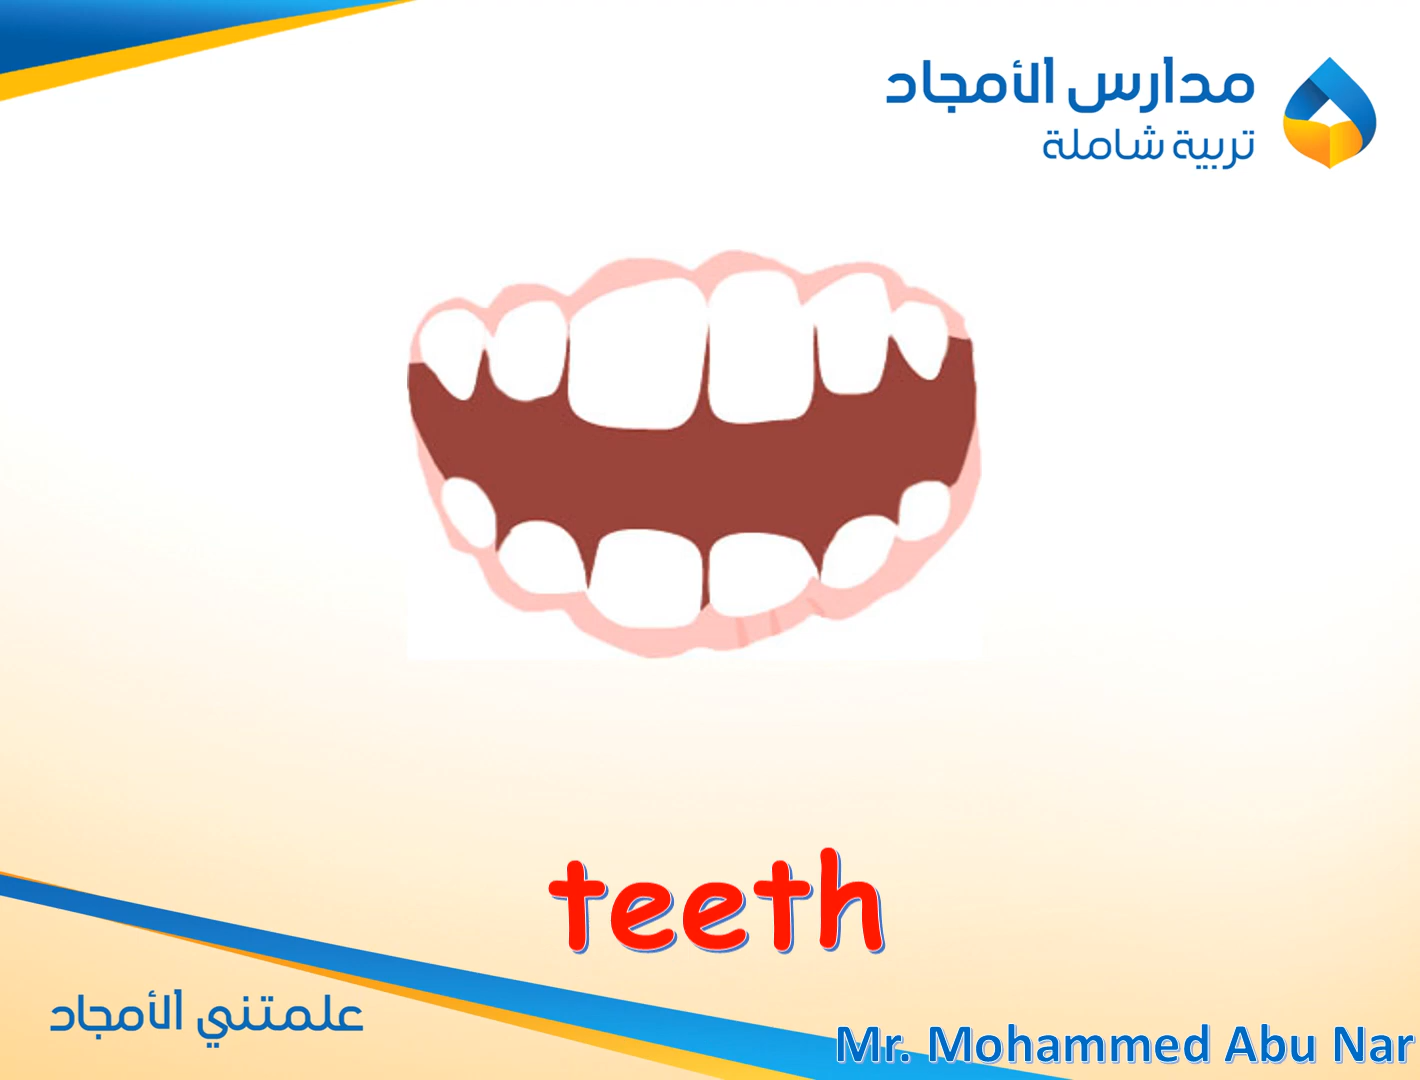 مدارس الأمجاد
تربية شاملة
teeth
علمتني الأمجاد
Mr. Mohammed Abu Nar